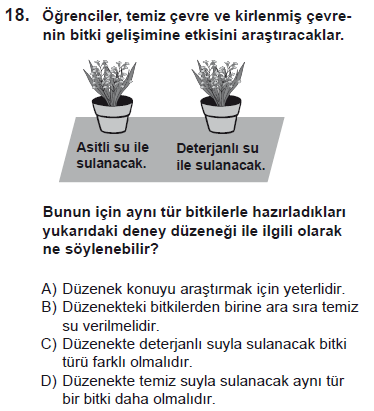 18. Öğrenciler, temiz çevre ve kirlenmiş çevre-
nin bitki gelişimine etkisini araştıracaklar.
Asitli su ile
sulanacak.
Deterjanlı su
ile sulanacak.
Bunun için aynı tür bitkilerle hazırladıkları
yukarıdaki deney düzeneği ile ilgili olarak
ne söylenebilir?
A) Düzenek konuyu araştırmak için yeterlidir.
B) Düzenekteki bitkilerden birine ara sıra temiz
su verilmelidir.
C) Düzenekte deterjanlı suyla sulanacak bitki
türü farklı olmalıdır.
D) Düzenekte temiz suyla sulanacak aynı tür
bir bitki daha olmalıdır.